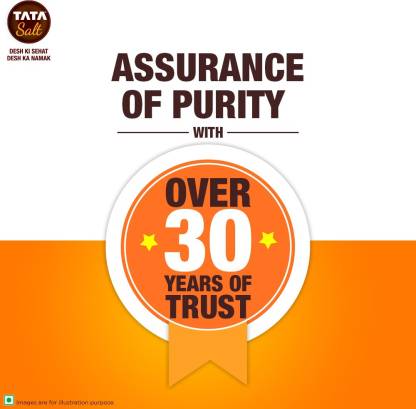 TATA
Salt
DESH KI SEHAT
DESH KA NAMAK
ASSURANCE
OF PURITY
WITH
OVER
30
YEARS OF
TRUST
Images are for illustration purpose